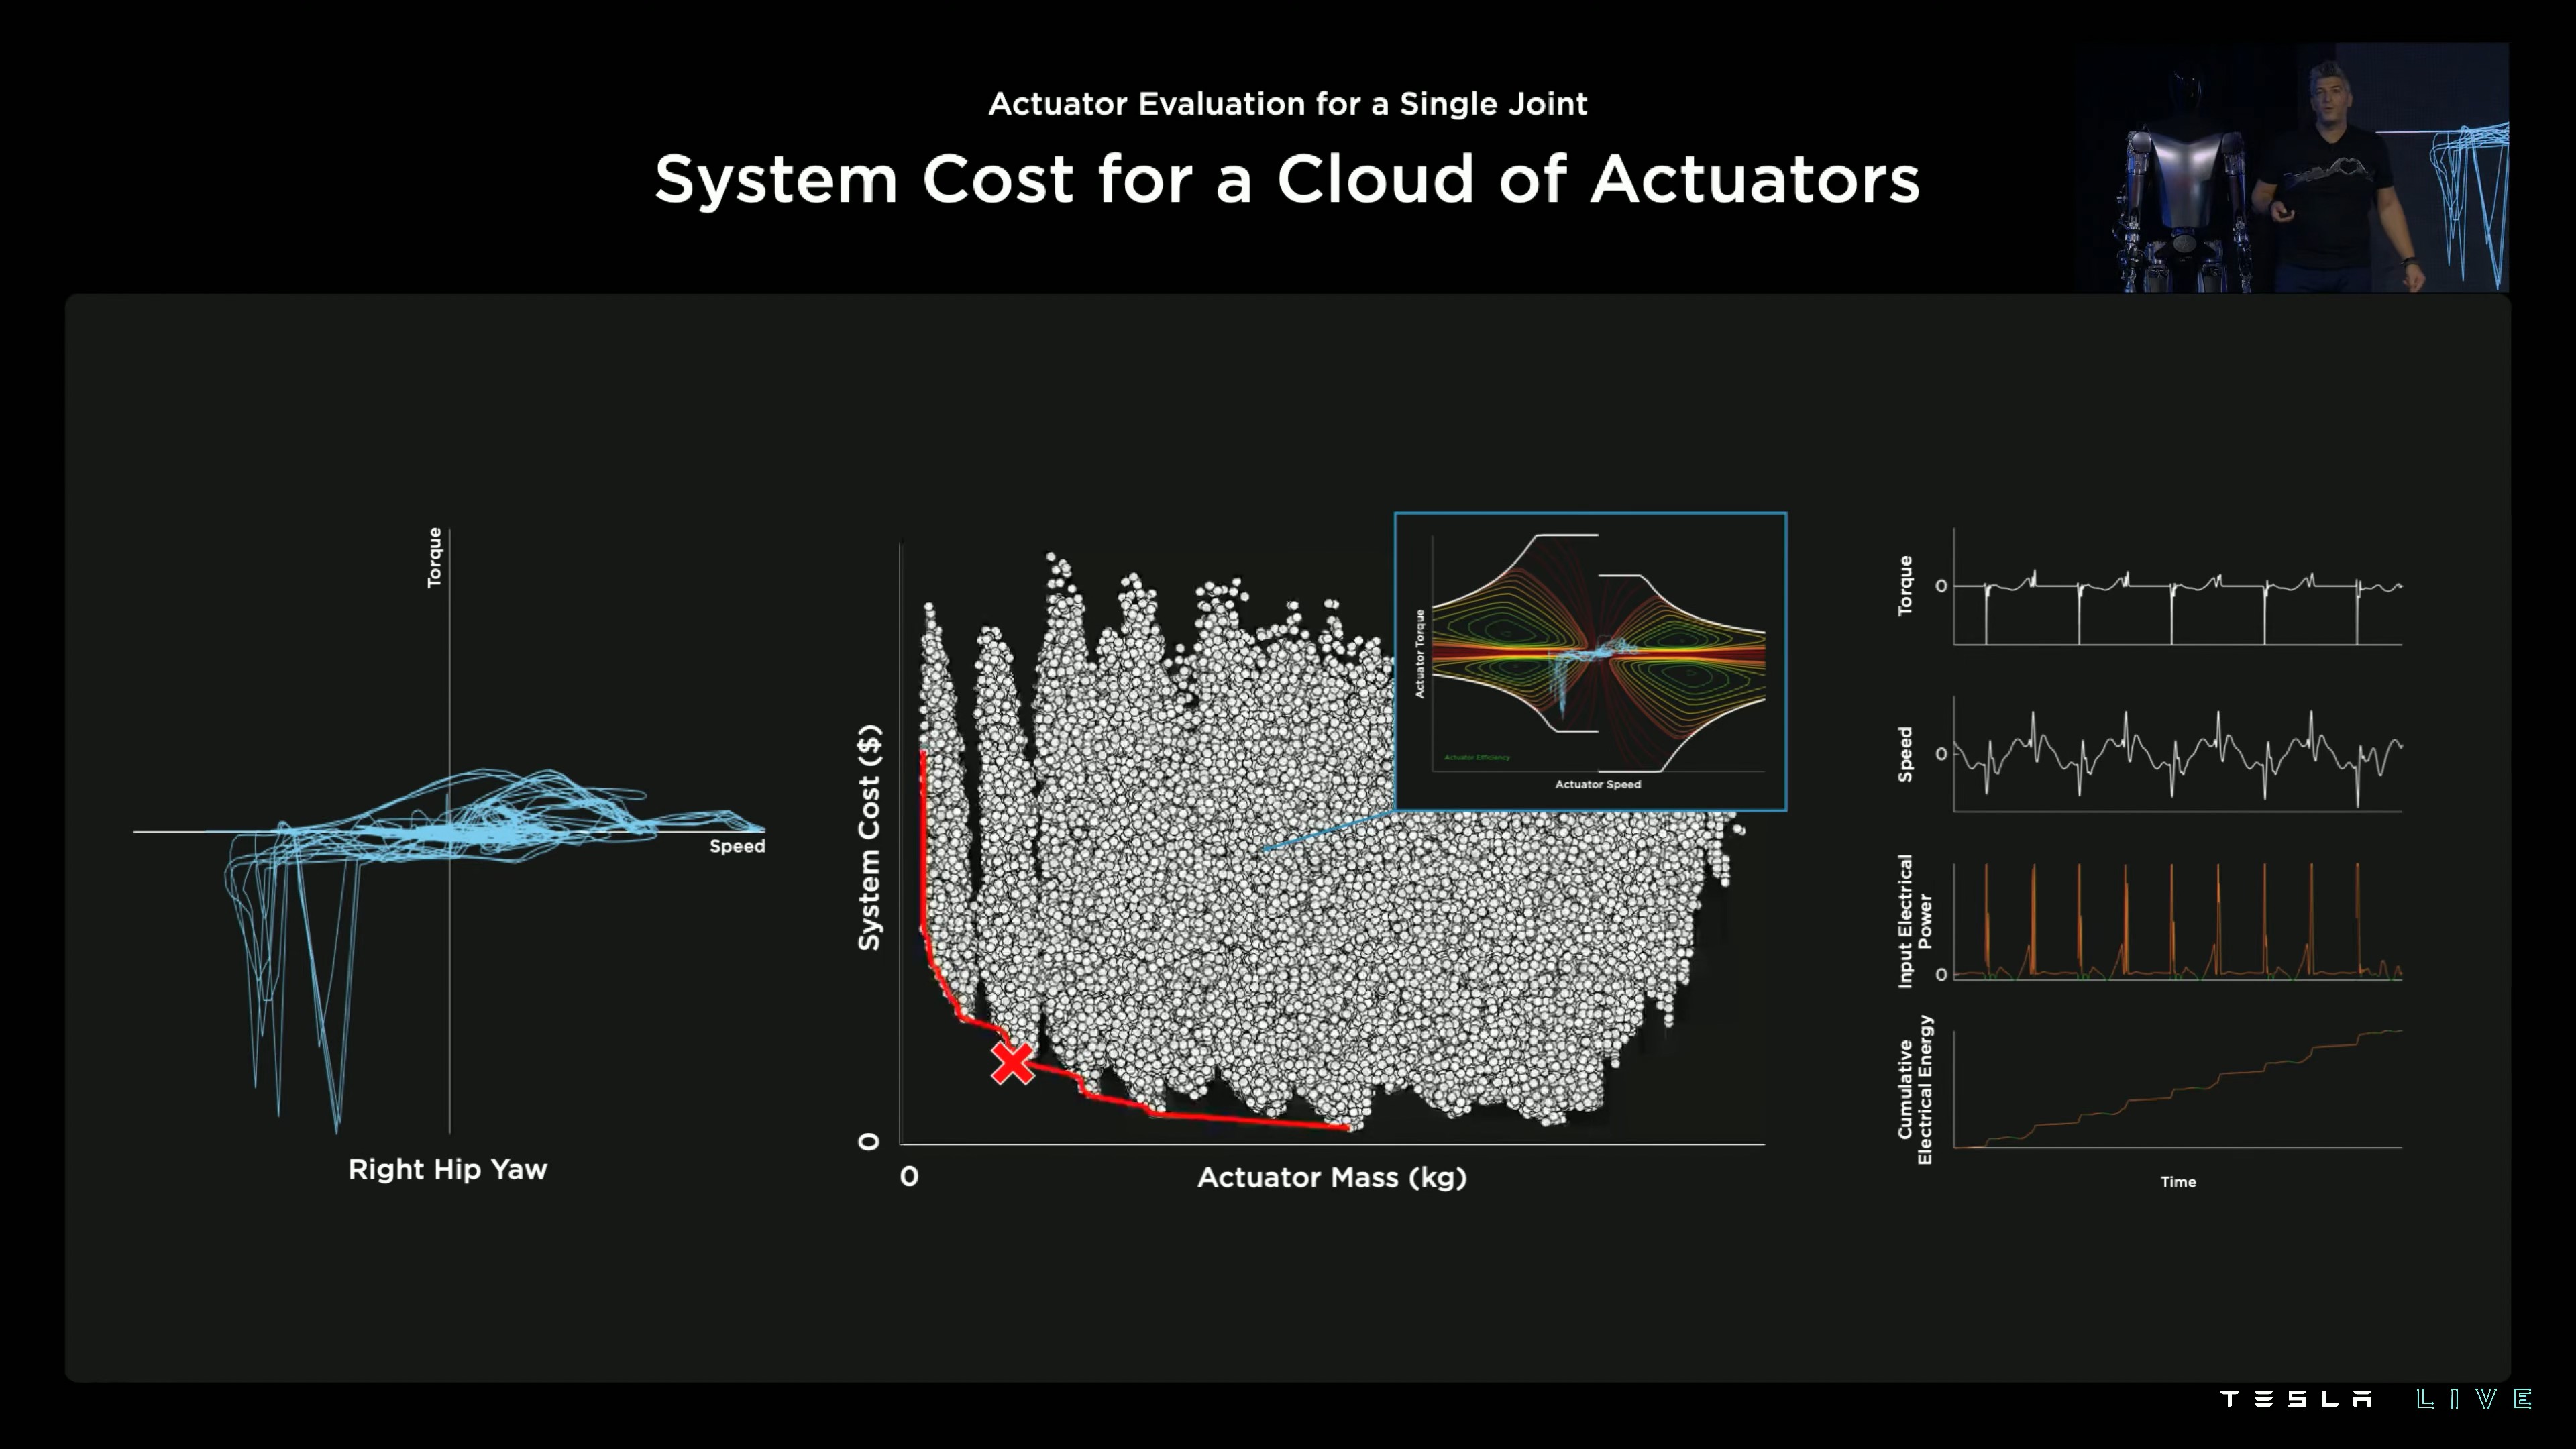 Actuator Evaluation for a Single Joint
System Cost for a Cloud of Actuators
Torque
Speed
Right Hip Yaw
System Cost ($)
0
0
Actuator Mass (kg)
Actuator Torque
Actuator Efficiency
Actuator Speed
Torque
0
Speed
0
Input Electrical
Power
0
Cumulative
Electrical Energy
Time
TESLA LIVE